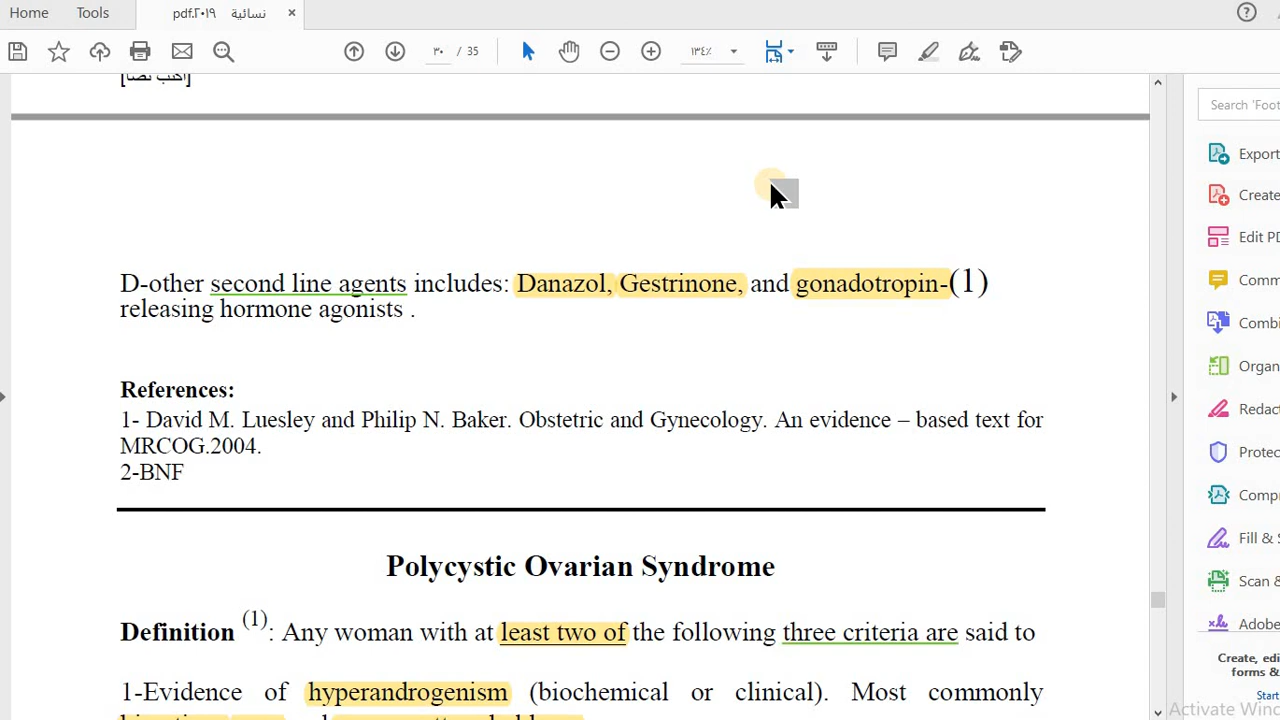 Home Tools نسائية ٢٠١٩.pdf ×
٣٠ / 35 ١٣٤٪
[اكتب نصًا]
D-other second line agents includes: Danazol, Gestrinone, and gonadotropin-(1)
releasing hormone agonists .
References:
1- David M. Luesley and Philip N. Baker. Obstetric and Gynecology. An evidence – based text for
MRCOG.2004.
2-BNF
Polycystic Ovarian Syndrome
Definition (1): Any woman with at least two of the following three criteria are said to
1-Evidence of hyperandrogenism (biochemical or clinical). Most commonly
Search 'Foot
Export
Create
Edit PD
Comm
Combi
Organ
Redac
Protec
Compr
Fill & S
Scan &
Adobe
Create, edi
forms &
Start
Activate Wind